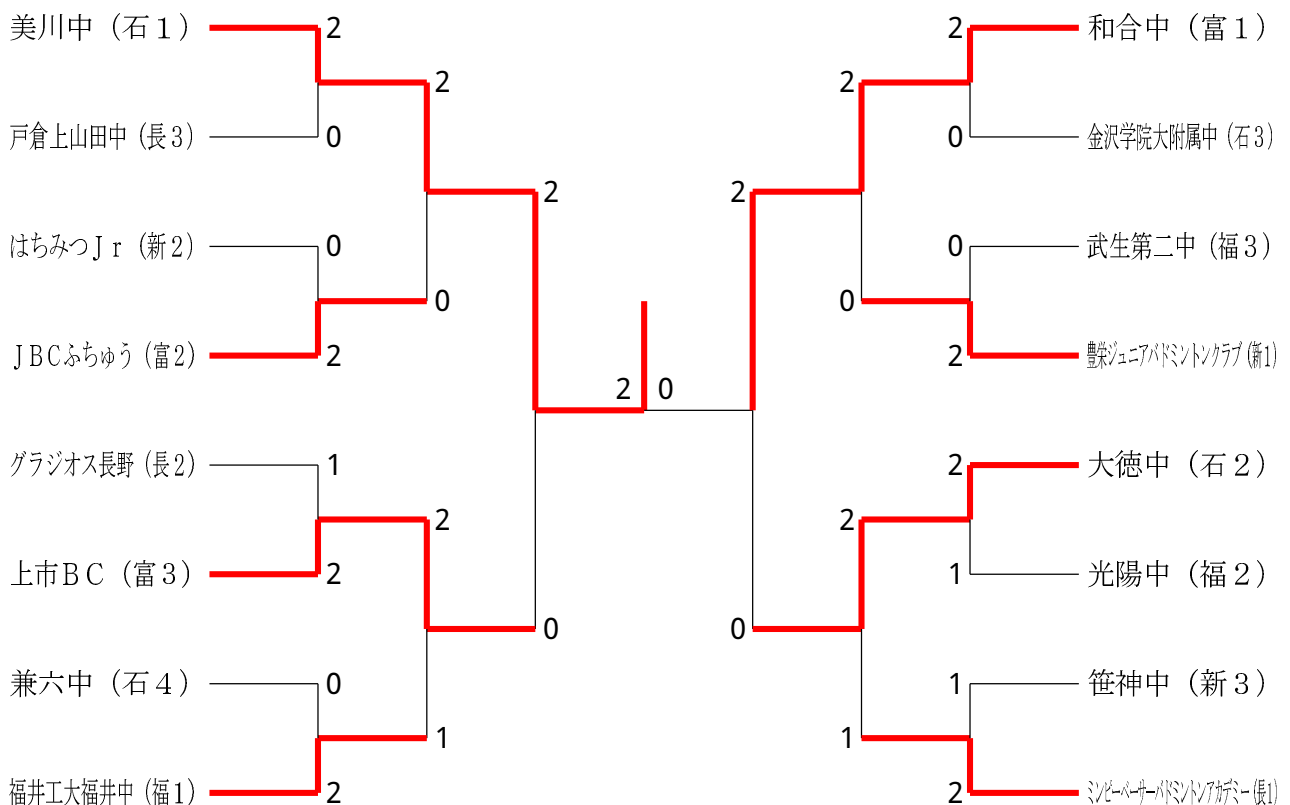 美川中（石１） 2 2 和合中（富１）
2 2
戸倉上山田中（長３） 0 0 金沢学院大附属中（石３）
2 2
はちみつＪｒ（新２） 0 0 武生第二中（福３）
0 0
ＪＢＣふちゅう（富２） 2 2 豊栄ジュニアバドミントンクラブ（新１）
2 0
グラジオス長野（長２） 1 2 大徳中（石２）
2 2
上市ＢＣ（富３） 2 1 光陽中（福２）
0 0
兼六中（石４） 0 1 笹神中（新３）
1 1
福井工大福井中（福１） 2 2 ミンビーペーサーバドミントンアカデミー（長１）